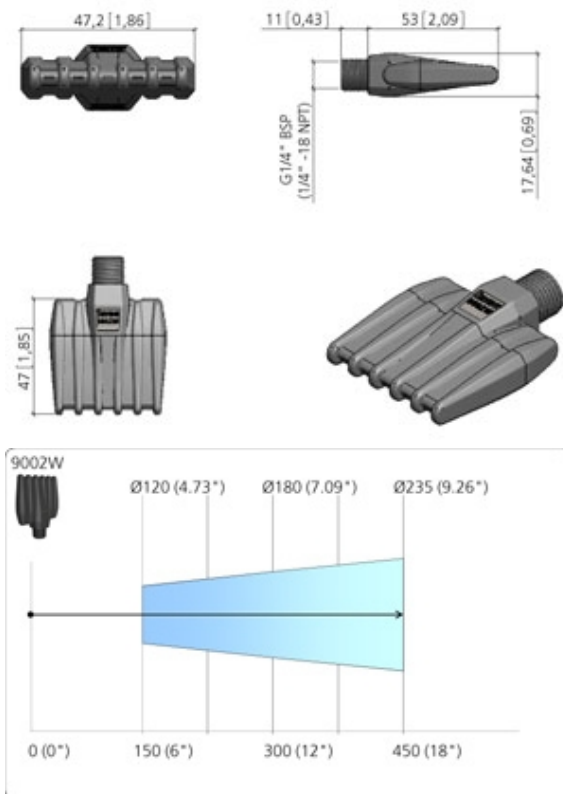 47,2 [1,86]
11 [0,43]
53 [2,09]
G1/4" BSP
(1/4" -18 NPT)
17,64 [0,69]
47 [1,85]
9002W
Ø120 (4.73")
Ø180 (7.09")
Ø235 (9.26")
0 (0")
150 (6")
300 (12")
450 (18")